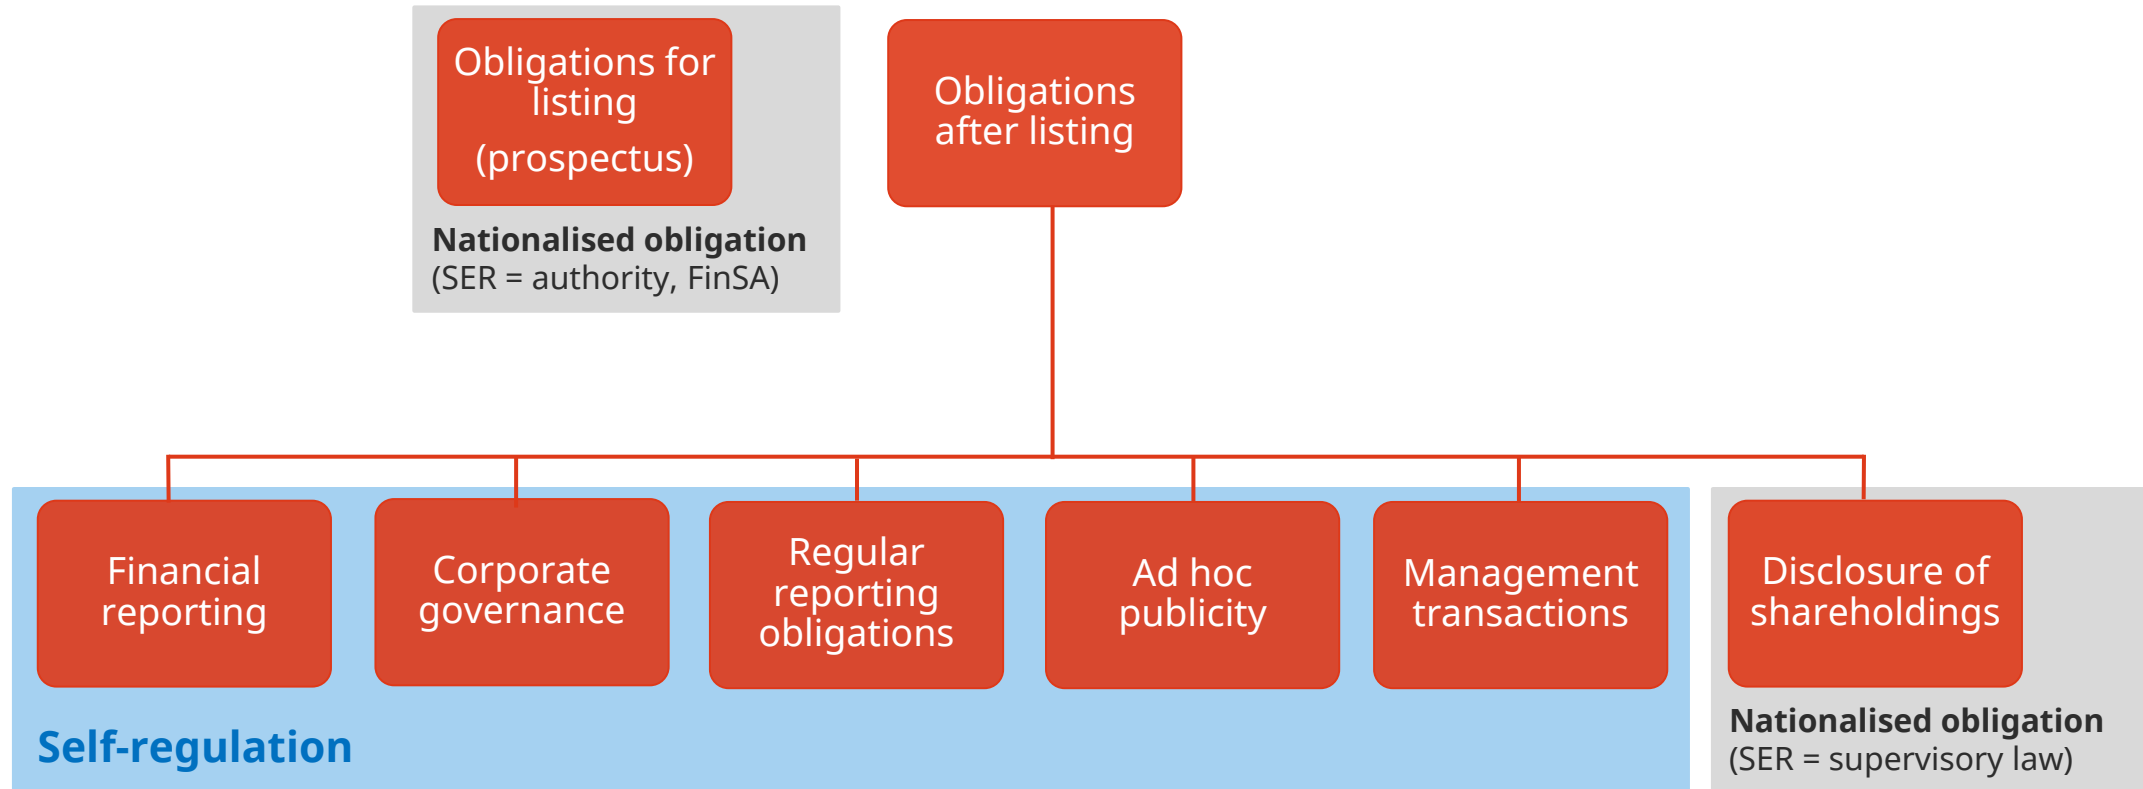 Obligations for
listing
(prospectus)
Nationalised obligation
(SER = authority, FinSA)
Obligations
after listing
Financial
reporting
Corporate
governance
Regular
reporting
obligations
Ad hoc
publicity
Management
transactions
Disclosure of
shareholdings
Self-regulation
Nationalised obligation
(SER = supervisory law)